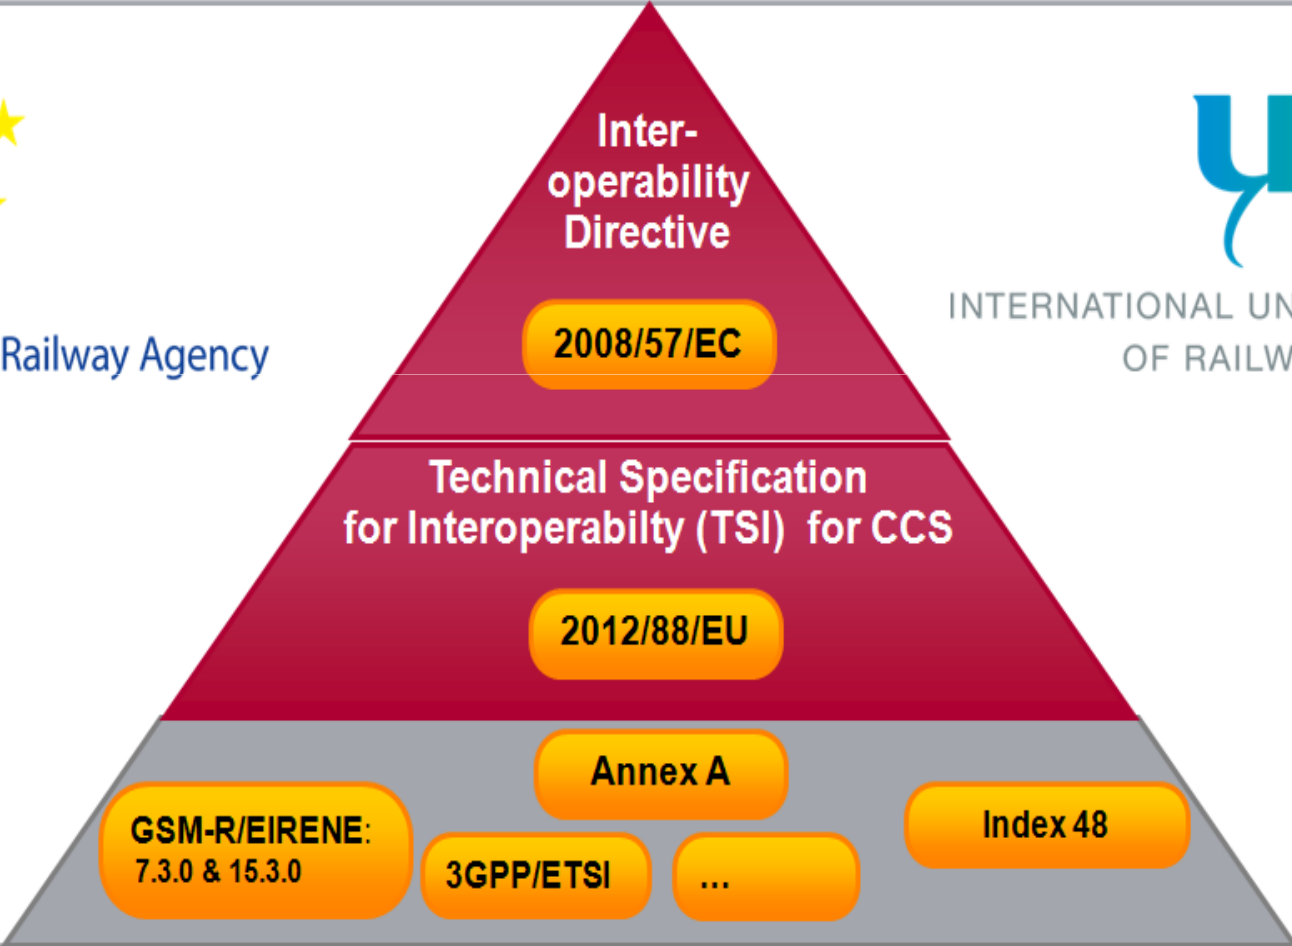 Inter-
operability
Directive
2008/57/EC
Railway Agency
INTERNATIONAL UN
OF RAILW
Technical Specification
for Interoperabilty (TSI) for CCS
2012/88/EU
Annex A
GSM-R/EIRENE:
7.3.0 & 15.3.0
3GPP/ETSI
...
Index 48